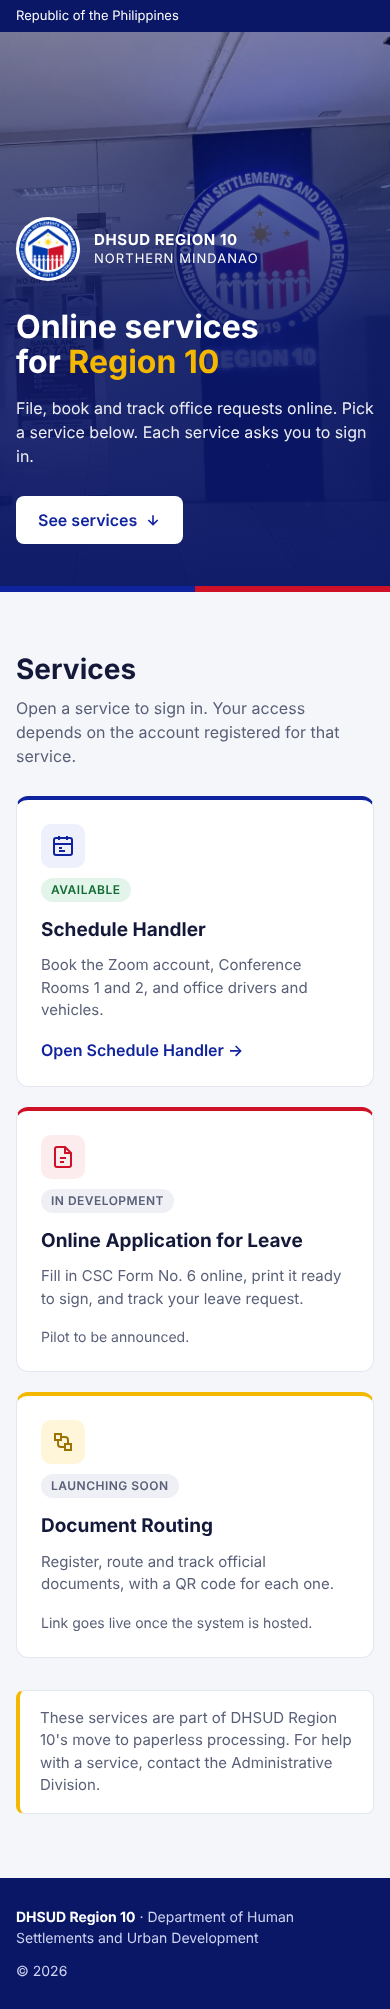 Republic of the Philippines
HUMAN SETTLEMENTS AND URBAN DEVELOPMENT
REGION 10
DHSUD REGION 10
NORTHERN MINDANAO
Online services
for Region 10
File, book and track office requests online. Pick
a service below. Each service asks you to sign
in.
See services ↓
Services
Open a service to sign in. Your access
depends on the account registered for that
service.
AVAILABLE
Schedule Handler
Book the Zoom account, Conference
Rooms 1 and 2, and office drivers and
vehicles.
Open Schedule Handler →
IN DEVELOPMENT
Online Application for Leave
Fill in CSC Form No. 6 online, print it ready
to sign, and track your leave request.
Pilot to be announced.
LAUNCHING SOON
Document Routing
Register, route and track official
documents, with a QR code for each one.
Link goes live once the system is hosted.
These services are part of DHSUD Region
10's move to paperless processing. For help
with a service, contact the Administrative
Division.
DHSUD Region 10 · Department of Human
Settlements and Urban Development
© 2026